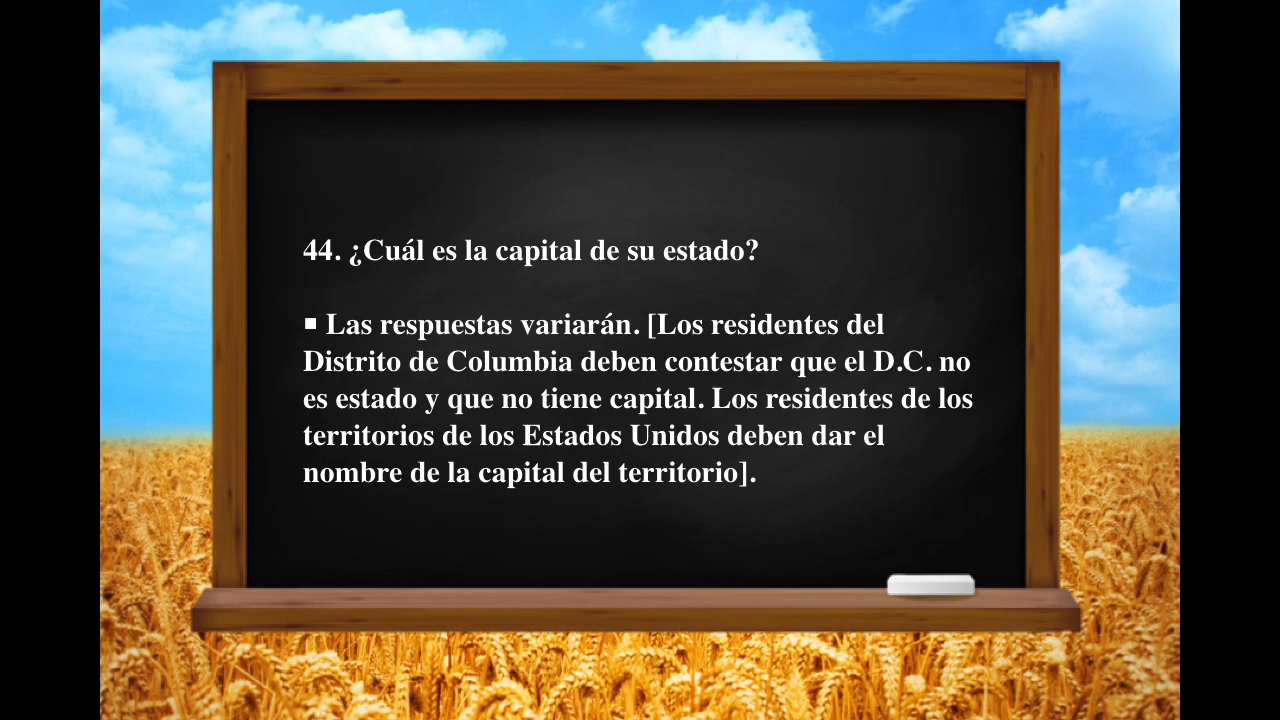 44. ¿Cuál es la capital de su estado?
▪ Las respuestas variarán. [Los residentes del
Distrito de Columbia deben contestar que el D.C. no
es estado y que no tiene capital. Los residentes de los
territorios de los Estados Unidos deben dar el
nombre de la capital del territorio].